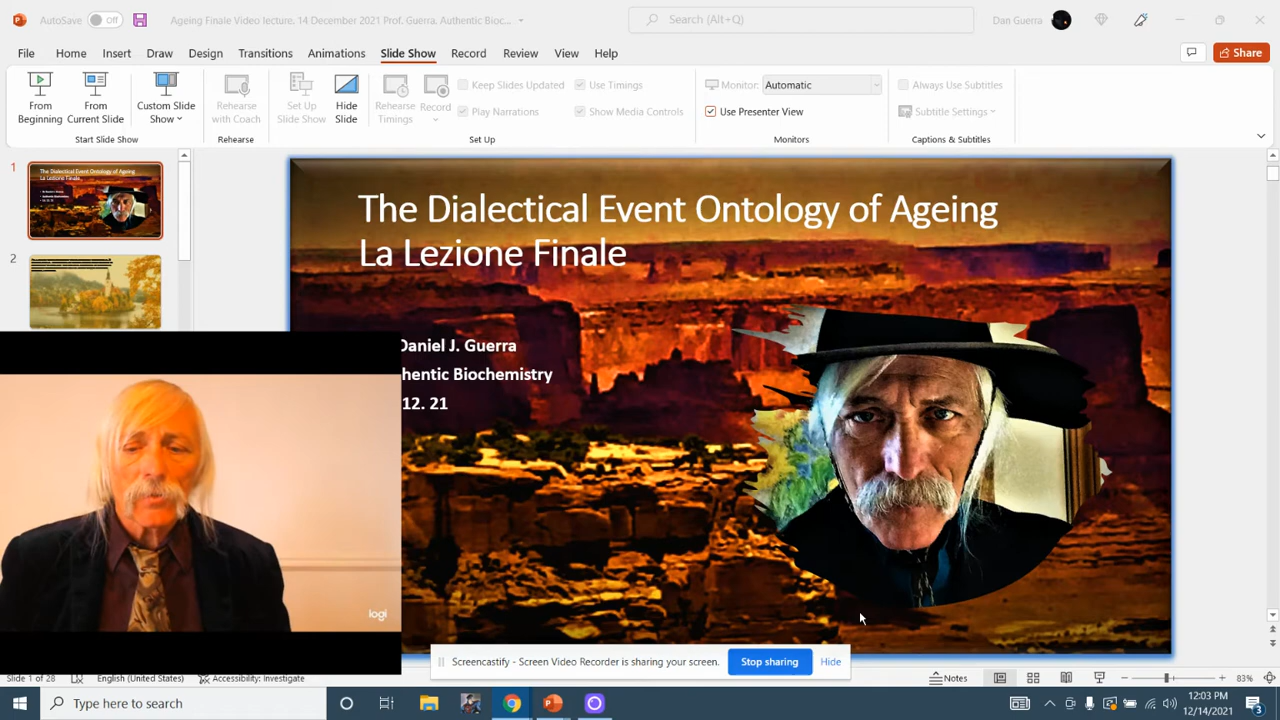 AutoSave Off
Ageing Finale Video lecture. 14 December 2021 Prof. Guerra. Authentic Bioc...
Search (Alt+Q)
Dan Guerra
File Home Insert Draw Design Transitions Animations Slide Show Record Review View Help
Share
From Beginning
From Current Slide
Custom Slide Show
Rehearse with Coach
Set Up Slide Show
Hide Slide
Rehearse Timings
Record
Keep Slides Updated
Play Narrations
Use Timings
Show Media Controls
Monitor: Automatic
Use Presenter View
Always Use Subtitles
Subtitle Settings
Start Slide Show
Rehearse
Set Up
Monitors
Captions & Subtitles
1
2
The Dialectical Event Ontology of Ageing
La Lezione Finale
Daniel J. Guerra
hentic Biochemistry
12. 21
logi
Screencastify - Screen Video Recorder is sharing your screen.
Stop sharing
Hide
Slide 1 of 28
English (United States)
Accessibility: Investigate
Notes
83%
Type here to search
12:03 PM
12/14/2021
3